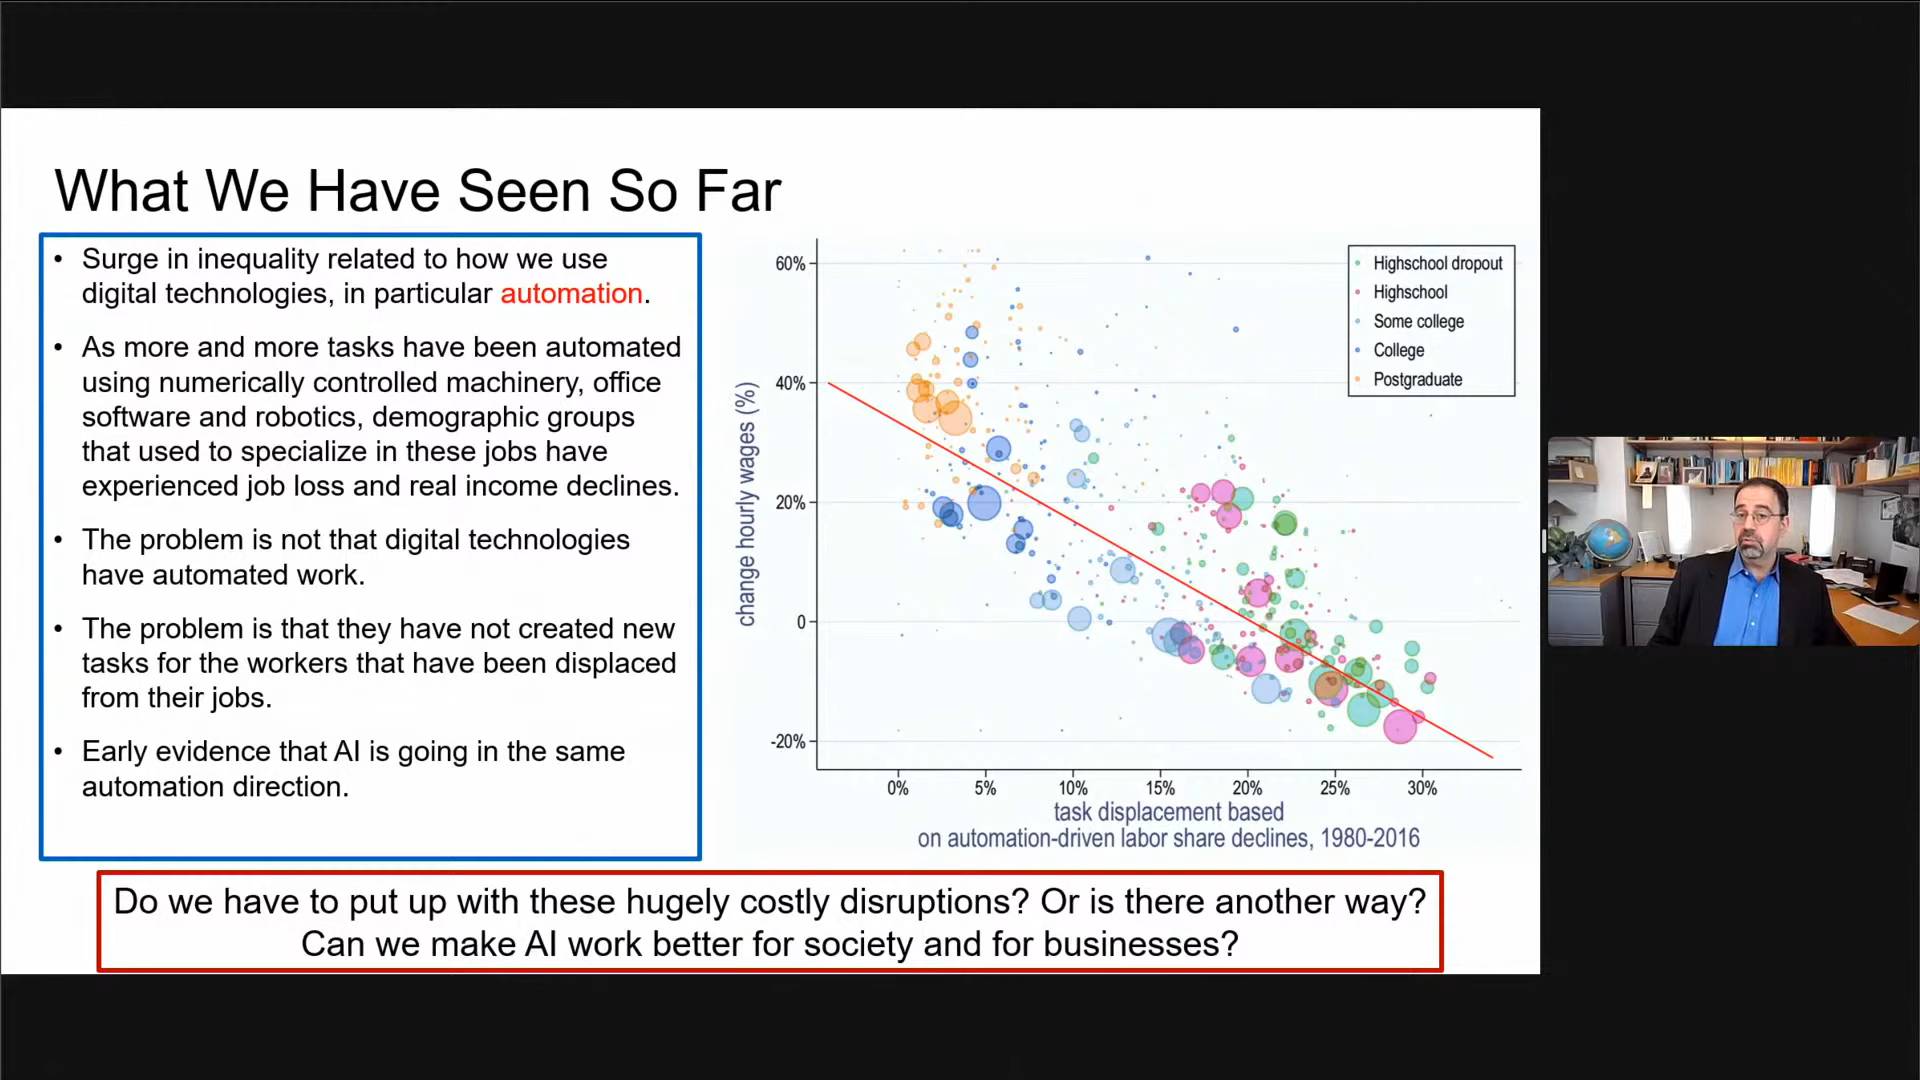 What We Have Seen So Far
• Surge in inequality related to how we use
digital technologies, in particular automation.
• As more and more tasks have been automated
using numerically controlled machinery, office
software and robotics, demographic groups
that used to specialize in these jobs have
experienced job loss and real income declines.
• The problem is not that digital technologies
have automated work.
• The problem is that they have not created new
tasks for the workers that have been displaced
from their jobs.
• Early evidence that AI is going in the same
automation direction.
change hourly wages (%)
60%
40%
20%
0
-20%
Highschool dropout
Highschool
Some college
College
Postgraduate
0% 5% 10% 15% 20% 25% 30%
task displacement based
on automation-driven labor share declines, 1980-2016
Do we have to put up with these hugely costly disruptions? Or is there another way?
Can we make AI work better for society and for businesses?